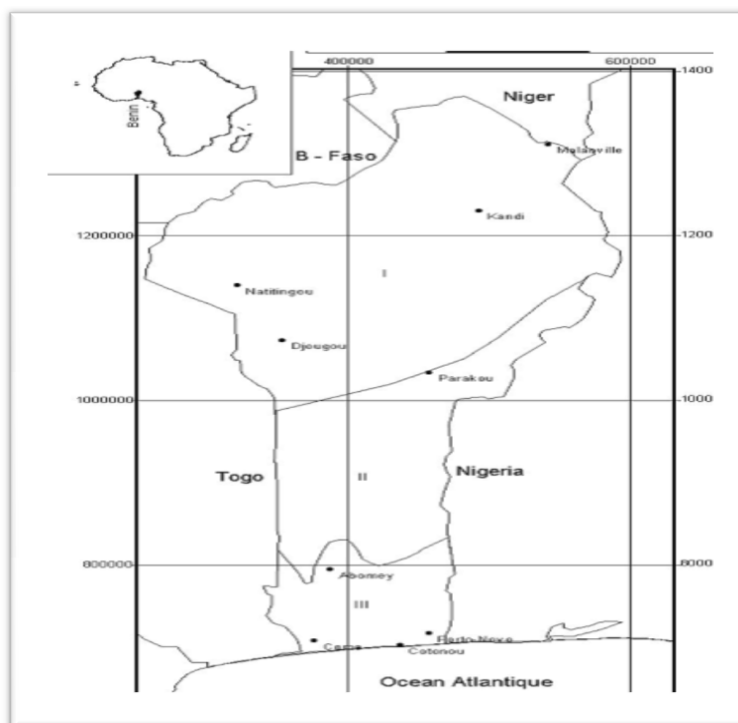 400000
600000
1400
Niger
Benin
Malanville
B - Faso
Kandi
1200000
1200
I
Natitingou
Djougou
Parakou
1000000
1000
Togo
II
Nigeria
800000
8000
Abomey
III
Porto-Novo
Come
Cotonou
Ocean Atlantique